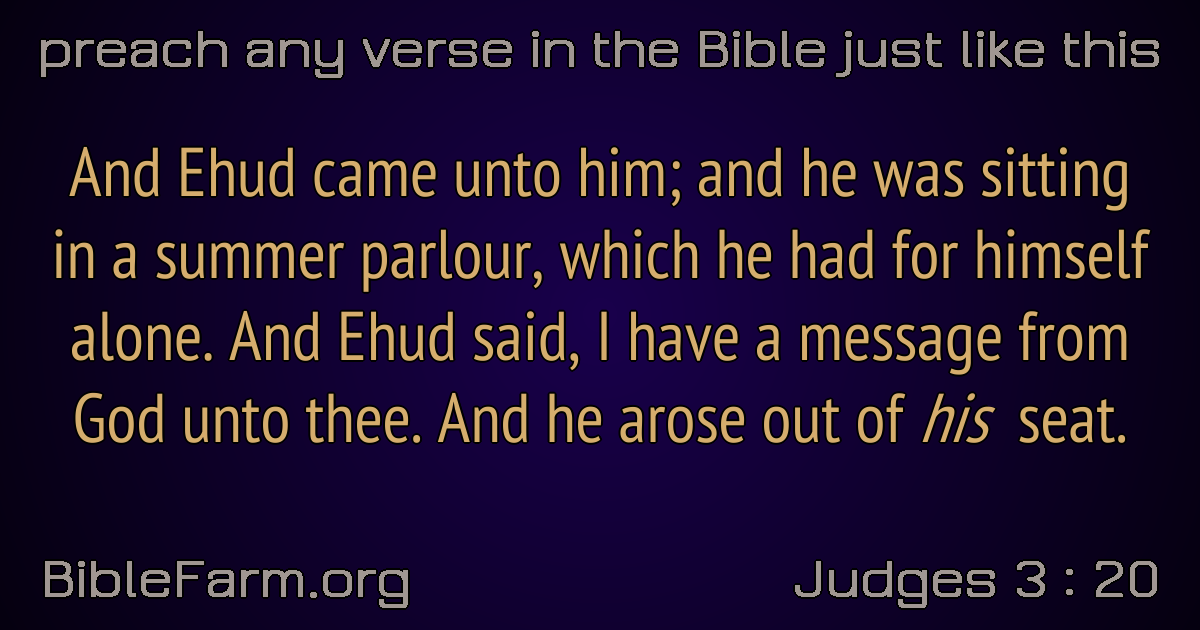 preach any verse in the Bible just like this
And Ehud came unto him; and he was sitting
in a summer parlour, which he had for himself
alone. And Ehud said, I have a message from
God unto thee. And he arose out of his seat.
BibleFarm.org
Judges 3 : 20